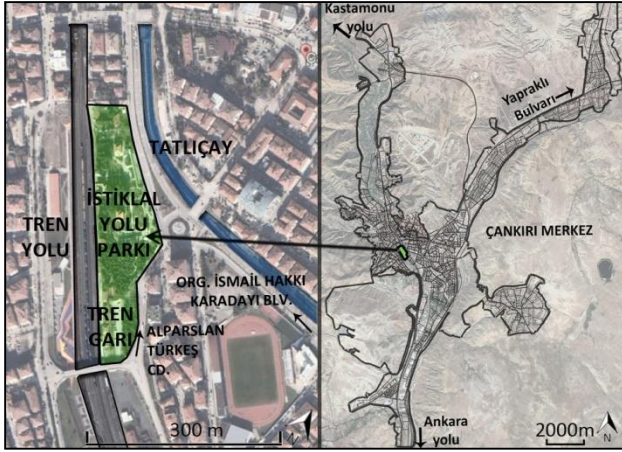 TATLIÇAY
İSTİKLAL
YOLU
PARKI
TREN
YOLU
TREN
GARI
ORG. İSMAİL HAKKI
KARADAYI BLV.
ALPARSLAN
TÜRKEŞ
CD.
300 m
Kastamonu
yolu
Yapraklı
Bulvarı
ÇANKIRI MERKEZ
Ankara
yolu
2000m
N